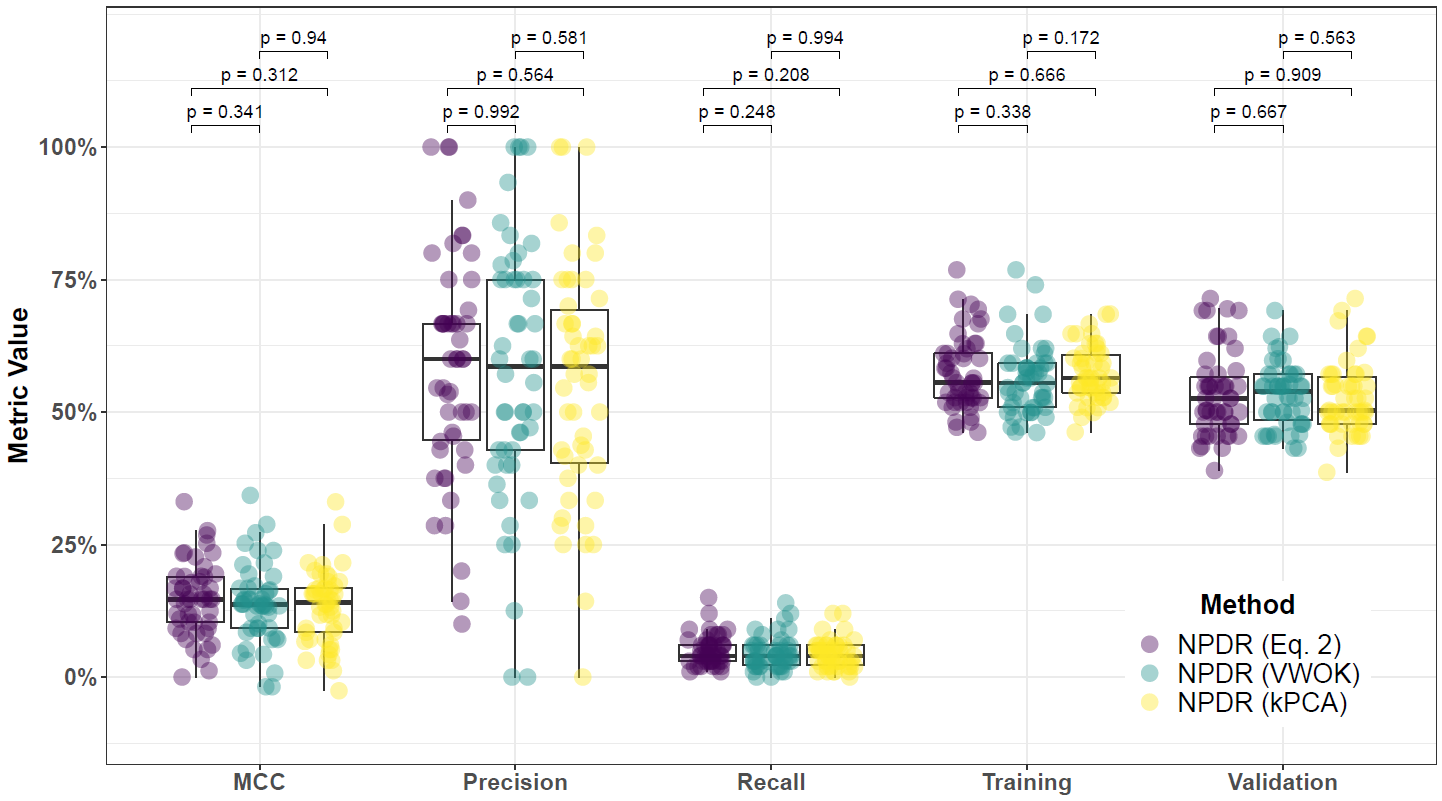 p = 0.94
p = 0.581
p = 0.994
p = 0.172
p = 0.563
p = 0.312
p = 0.564
p = 0.208
p = 0.666
p = 0.909
p = 0.341
p = 0.992
p = 0.248
p = 0.338
p = 0.667
100%
75%
50%
25%
0%
Metric Value
Method
NPDR (Eq. 2)
NPDR (VWOK)
NPDR (kPCA)
MCC
Precision
Recall
Training
Validation